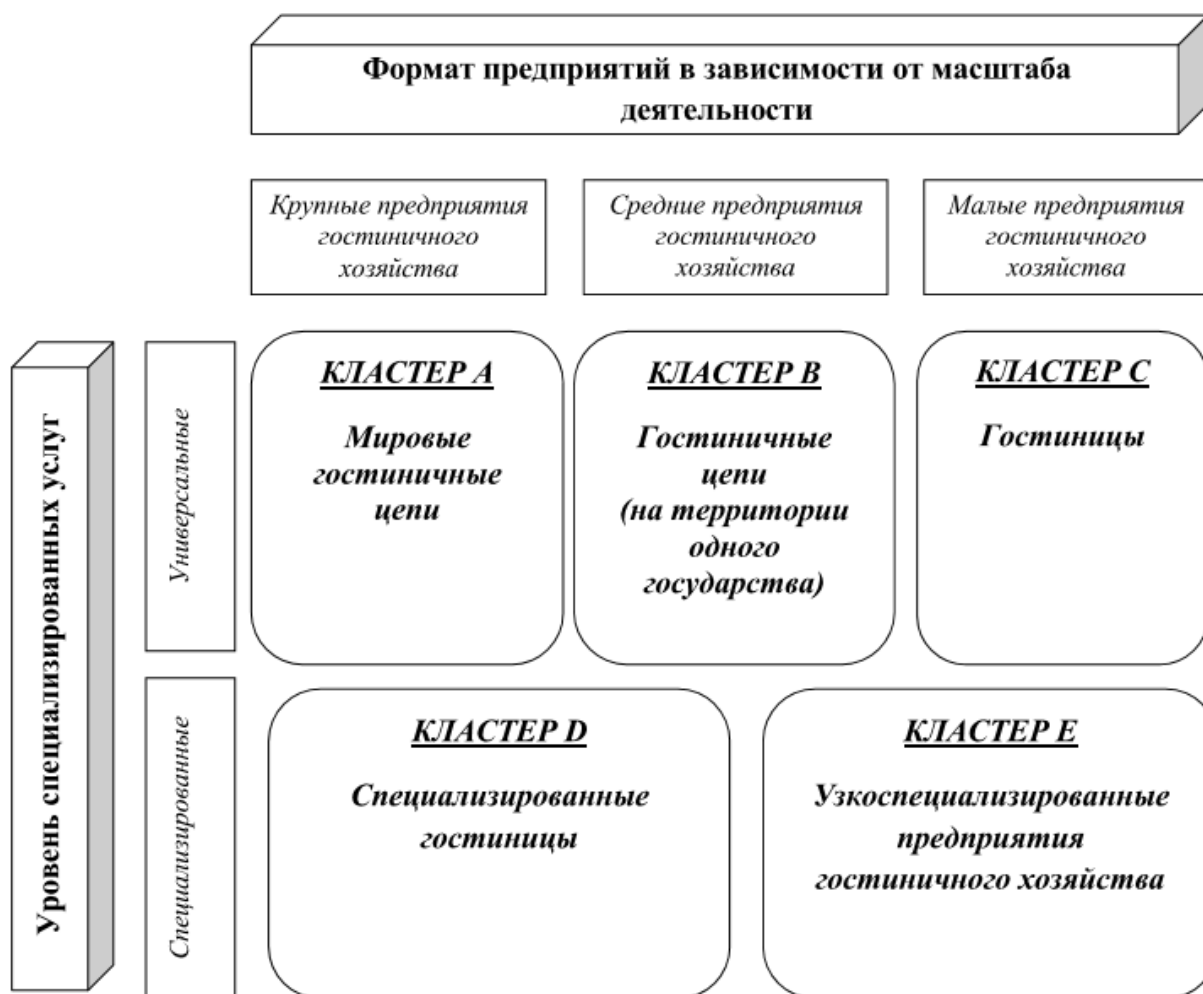 Формат предприятий в зависимости от масштаба
деятельности
Крупные предприятия
гостиничного
хозяйства
Средние предприятия
гостиничного
хозяйства
Малые предприятия
гостиничного
хозяйства
Уровень специализированных услуг
Универсальные
КЛАСТЕР А
Мировые
гостиничные
цепи
КЛАСТЕР В
Гостиничные
цепи
(на территории
одного
государства)
КЛАСТЕР С
Гостиницы
Специализированные
КЛАСТЕР D
Специализированные
гостиницы
КЛАСТЕР Е
Узкоспециализированные
предприятия
гостиничного хозяйства